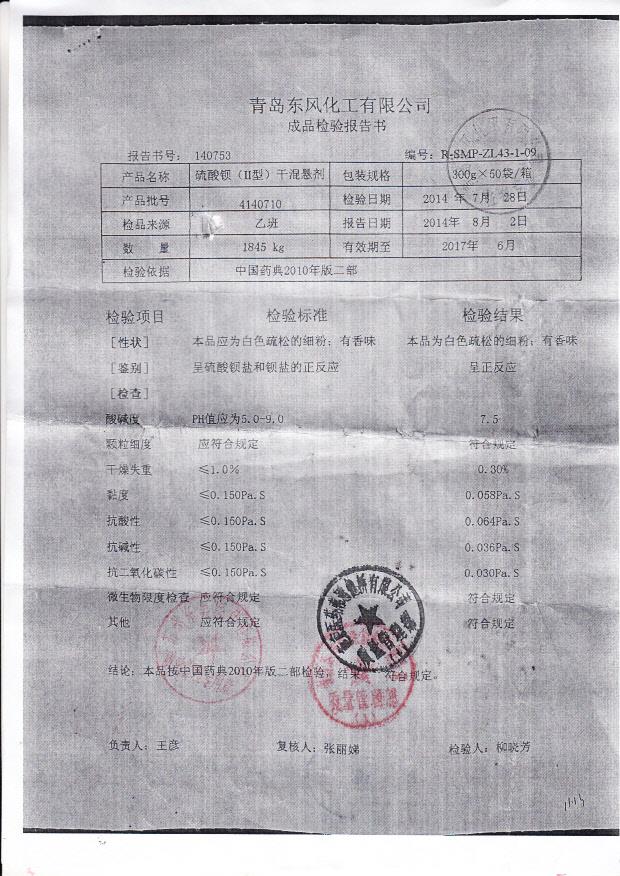 青岛东风化工有限公司
成品检验报告书
报告书号: 140753 编号: R-SMP-ZL43-1-09
产品名称 硫酸钡(II型)干混悬剂 包装规格 300g×50袋/箱
产品批号 4140710 检验日期 2014 年 7月 28日
检品来源 乙班 报告日期 2014年 8月 2日
数 量 1845 kg 有效期至 2017年 6月
检验依据 中国药典2010年版二部
检验项目 检验标准 检验结果
[性状] 本品应为白色疏松的细粉; 有香味 本品为白色疏松的细粉; 有香味
[鉴别] 呈硫酸钡盐和钡盐的正反应 呈正反应
[检查]
酸碱度 PH值应为5.0-9.0 7.5
颗粒细度 应符合规定 符合规定
干燥失重 ≤1.0% 0.30%
黏度 ≤0.150Pa.S 0.058Pa.S
抗酸性 ≤0.150Pa.S 0.064Pa.S
抗碱性 ≤0.150Pa.S 0.036Pa.S
抗二氧化碳性 ≤0.150Pa.S 0.030Pa.S
微生物限度检查 应符合规定 符合规定
其他 应符合规定 符合规定
结论: 本品按中国药典2010年版二部检验, 结果 符合规定。
负责人: 王彦 复核人: 张丽娣 检验人: 柳晓芳